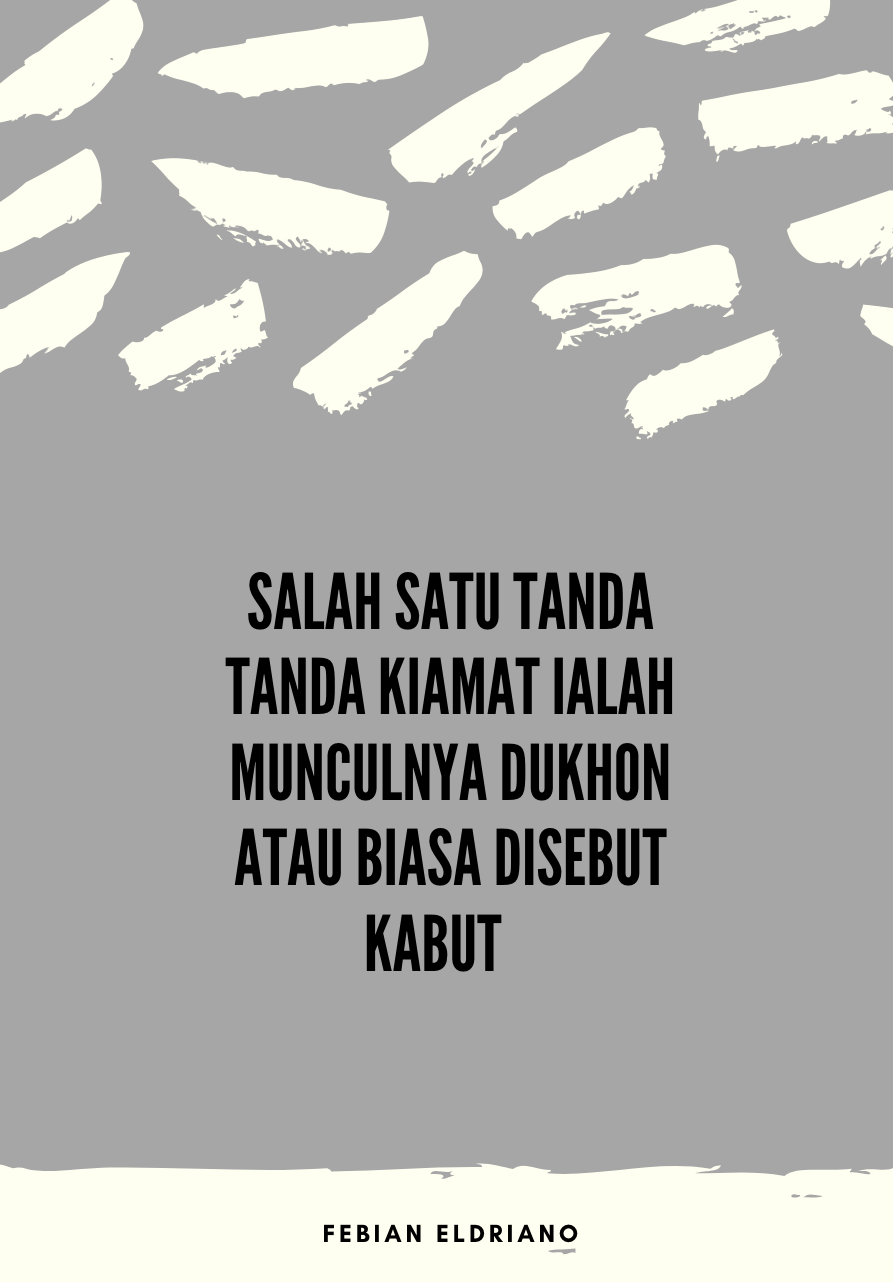 SALAH SATU TANDA
TANDA KIAMAT IALAH
MUNCULNYA DUKHON
ATAU BIASA DISEBUT
KABUT
FEBIAN ELDRIANO